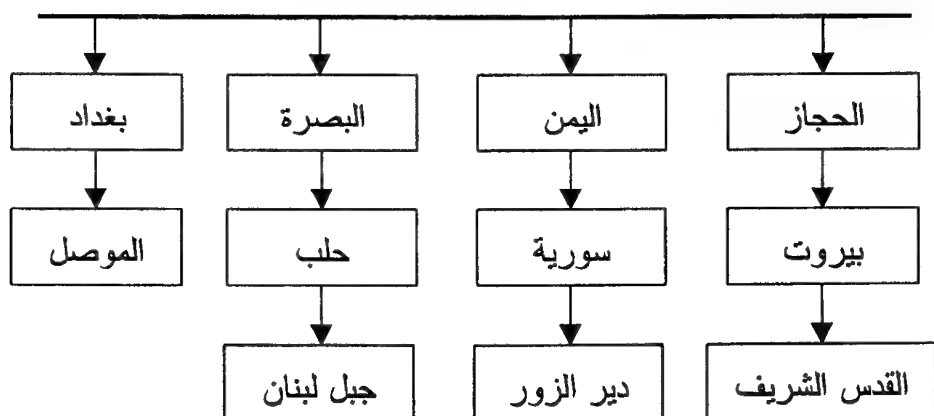 الحجاز
اليمن
البصرة
بغداد
بيروت
سورية
حلب
الموصل
القدس الشريف
دير الزور
جبل لبنان